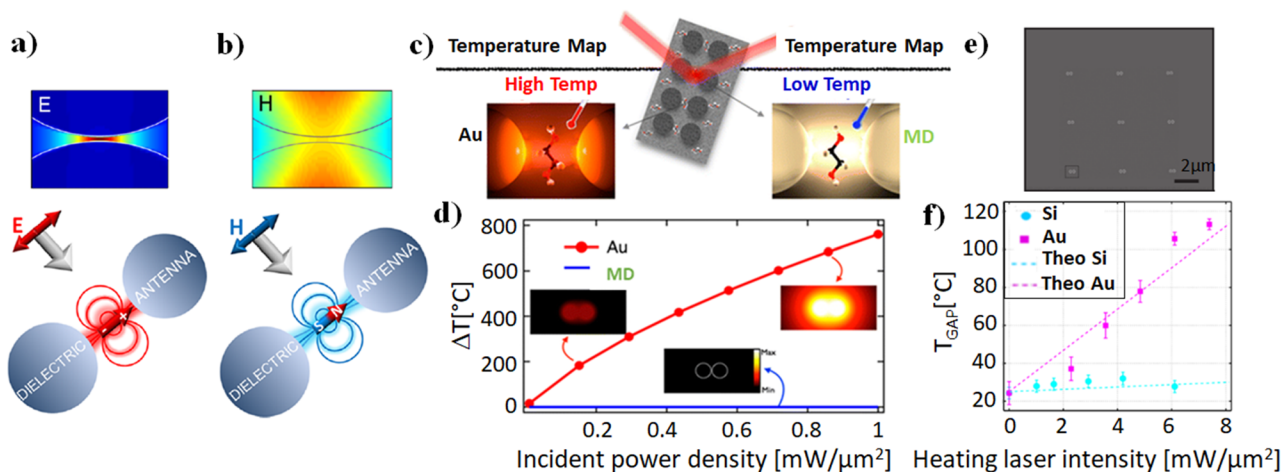 a)
E
E
DIELECTRIC
ANTENNA
b)
H
H
S N
DIELECTRIC
ANTENNA
c)
Temperature Map
Temperature Map
High Temp
Low Temp
Au
MD
d)
800
600
400
200
0
ΔT[°C]
Au
MD
Max
Min
0.2 0.4 0.6 0.8 1
Incident power density [mW/µm²]
e)
2µm
f)
120
100
80
60
40
20
T_GAP[°C]
Si
Au
Theo Si
Theo Au
0 2 4 6 8
Heating laser intensity [mW/µm²]